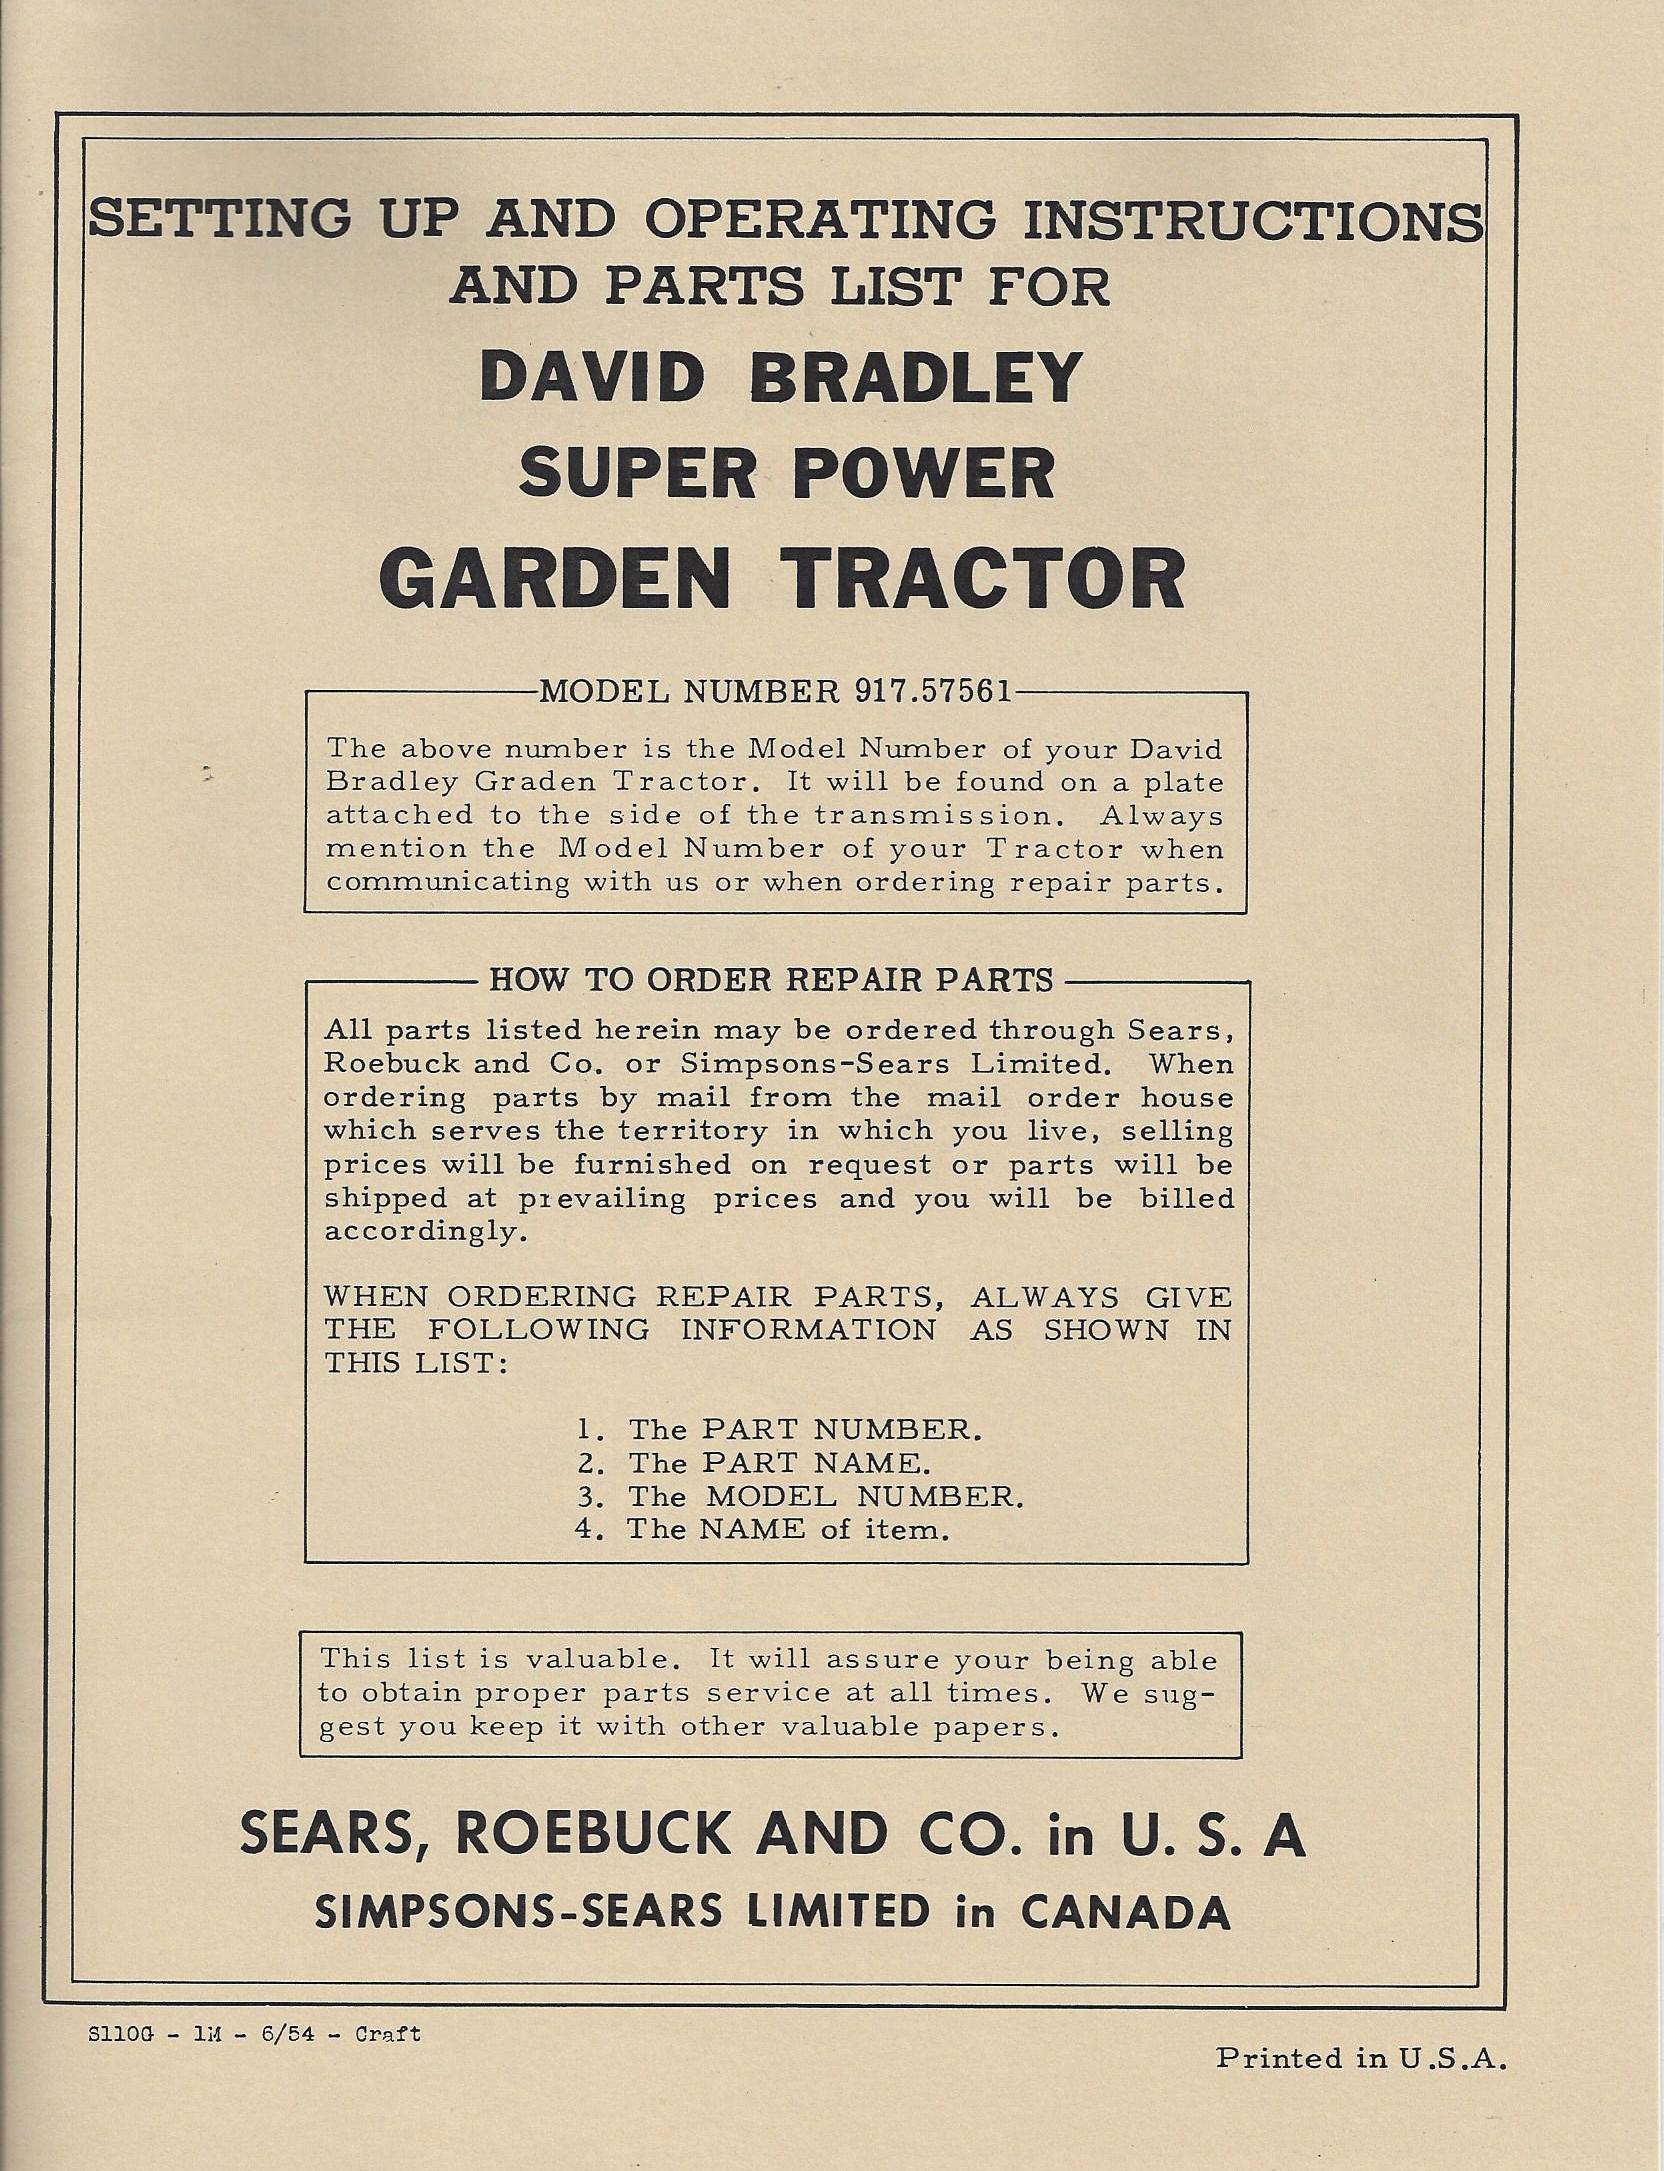 SETTING UP AND OPERATING INSTRUCTIONS
AND PARTS LIST FOR
DAVID BRADLEY
SUPER POWER
GARDEN TRACTOR
MODEL NUMBER 917.57561
The above number is the Model Number of your David
Bradley Graden Tractor. It will be found on a plate
attached to the side of the transmission. Always
mention the Model Number of your Tractor when
communicating with us or when ordering repair parts.
HOW TO ORDER REPAIR PARTS
All parts listed herein may be ordered through Sears,
Roebuck and Co. or Simpsons-Sears Limited. When
ordering parts by mail from the mail order house
which serves the territory in which you live, selling
prices will be furnished on request or parts will be
shipped at prevailing prices and you will be billed
accordingly.
WHEN ORDERING REPAIR PARTS, ALWAYS GIVE
THE FOLLOWING INFORMATION AS SHOWN IN
THIS LIST:
1. The PART NUMBER.
2. The PART NAME.
3. The MODEL NUMBER.
4. The NAME of item.
This list is valuable. It will assure your being able
to obtain proper parts service at all times. We sug-
gest you keep it with other valuable papers.
SEARS, ROEBUCK AND CO. in U. S. A
SIMPSONS-SEARS LIMITED in CANADA
S110G - 1M - 6/54 - Craft
Printed in U.S.A.